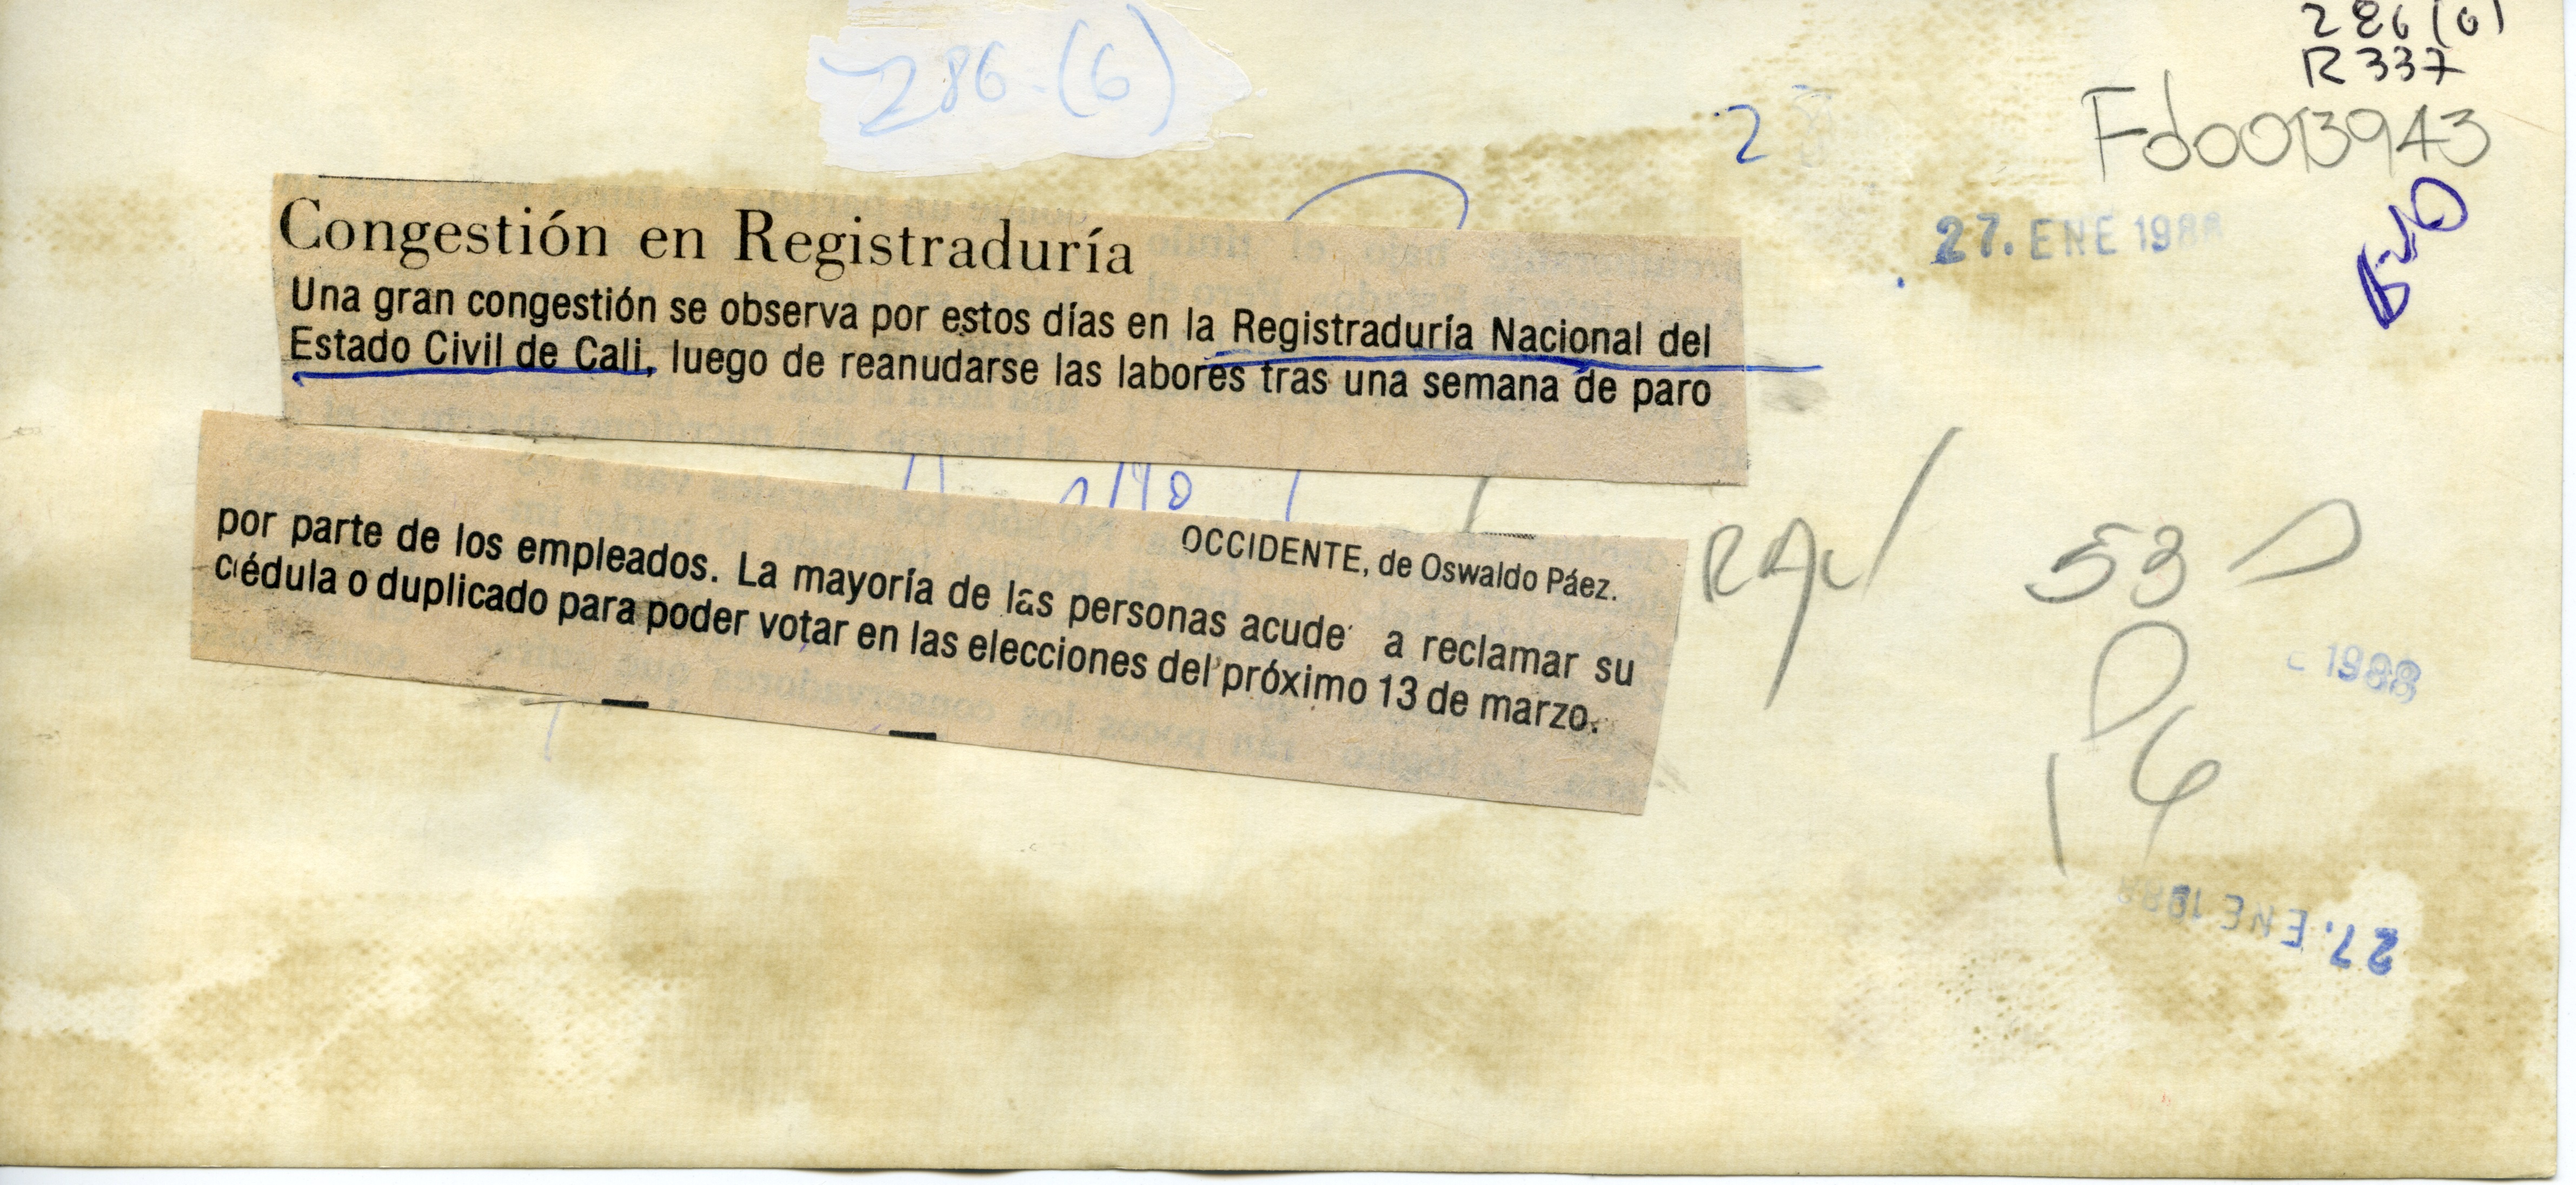 286(6)
R337
286-(6)
2
Fd0013943
27. ENE 1988
Congestión en Registraduría
Una gran congestión se observa por estos días en la Registraduría Nacional del
Estado Civil de Cali, luego de reanudarse las labores tras una semana de paro
OCCIDENTE, de Oswaldo Páez.
por parte de los empleados. La mayoría de las personas acude a reclamar su
cédula o duplicado para poder votar en las elecciones del próximo 13 de marzo.
53
1988
27. ENE 1988